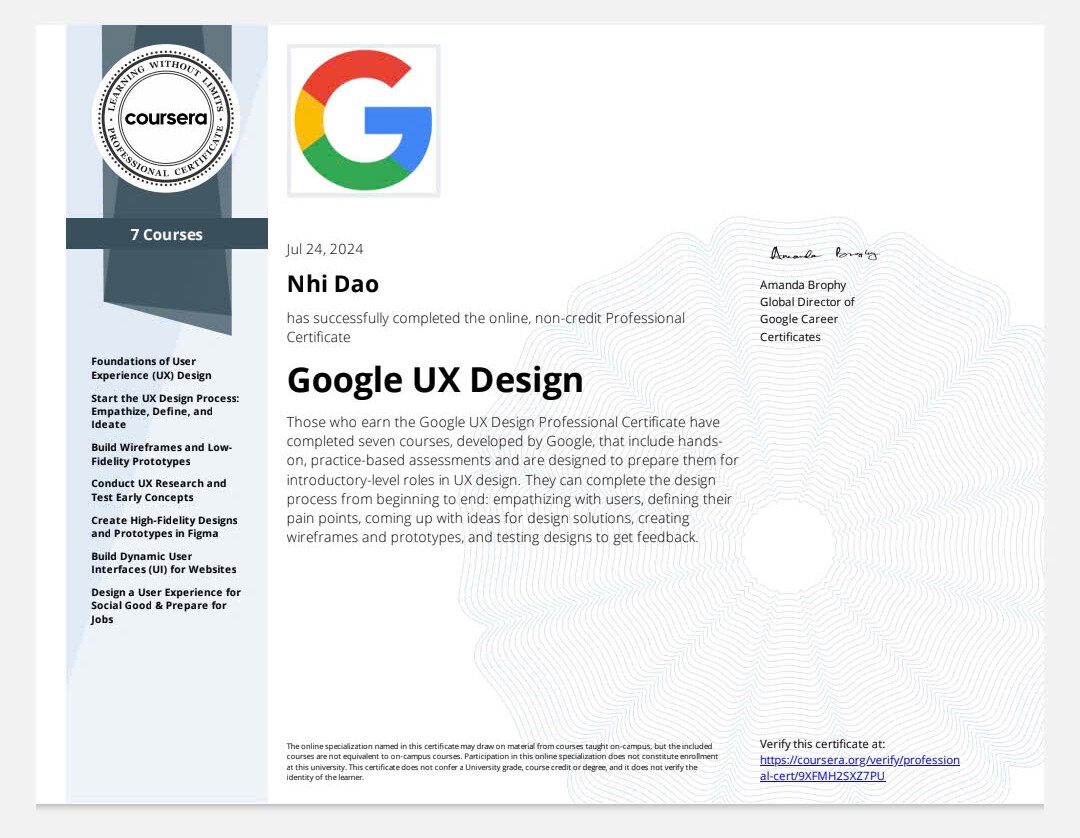 LEARNING WITHOUT LIMITS
coursera
PROFESSIONAL CERTIFICATE
7 Courses
Foundations of User
Experience (UX) Design
Start the UX Design Process:
Empathize, Define, and
Ideate
Build Wireframes and Low-
Fidelity Prototypes
Conduct UX Research and
Test Early Concepts
Create High-Fidelity Designs
and Prototypes in Figma
Build Dynamic User
Interfaces (UI) for Websites
Design a User Experience for
Social Good & Prepare for
Jobs
G
Jul 24, 2024
Nhi Dao
has successfully completed the online, non-credit Professional
Certificate
Google UX Design
Those who earn the Google UX Design Professional Certificate have
completed seven courses, developed by Google, that include hands-
on, practice-based assessments and are designed to prepare them for
introductory-level roles in UX design. They can complete the design
process from beginning to end: empathizing with users, defining their
pain points, coming up with ideas for design solutions, creating
wireframes and prototypes, and testing designs to get feedback.
Amanda Brophy
Amanda Brophy
Global Director of
Google Career
Certificates
The online specialization named in this certificate may draw on material from courses taught on-campus, but the included
courses are not equivalent to on-campus courses. Participation in this online specialization does not constitute enrollment
at this university. This certificate does not confer a University grade, course credit or degree, and it does not verify the
identity of the learner.
Verify this certificate at:
https://coursera.org/verify/profession
al-cert/9XFMH2SXZ7PU